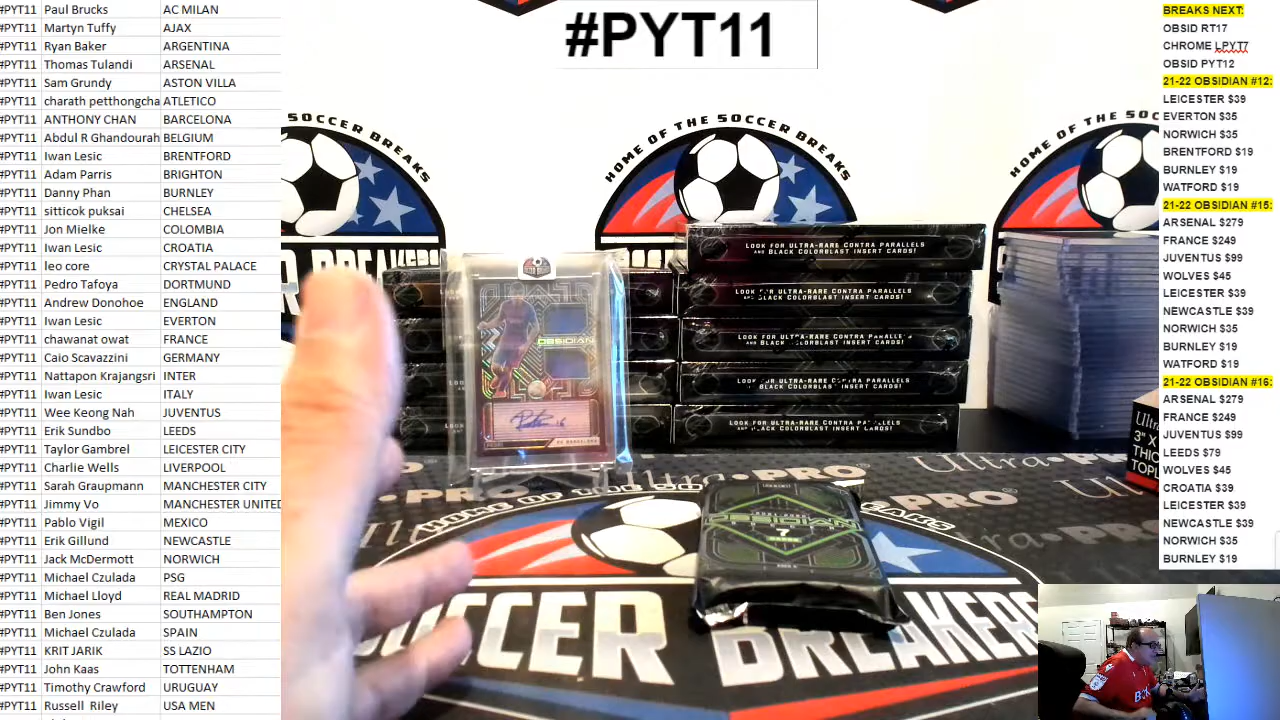 #PYT11 Paul Brucks AC MILAN
#PYT11 Martyn Tuffy AJAX
#PYT11 Ryan Baker ARGENTINA
#PYT11 Thomas Tulandi ARSENAL
#PYT11 Sam Grundy ASTON VILLA
#PYT11 charath petthongcha ATLETICO
#PYT11 ANTHONY CHAN BARCELONA
#PYT11 Abdul R Ghandourah BELGIUM
#PYT11 Iwan Lesic BRENTFORD
#PYT11 Adam Parris BRIGHTON
#PYT11 Danny Phan BURNLEY
#PYT11 sitticok puksai CHELSEA
#PYT11 Jon Mielke COLOMBIA
#PYT11 Iwan Lesic CROATIA
#PYT11 leo core CRYSTAL PALACE
#PYT11 Pedro Tafoya DORTMUND
#PYT11 Andrew Donoho ENGLAND
#PYT11 Iwan Lesic EVERTON
#PYT11 chawut juwat FRANCE
#PYT11 Caio Scavazzini GERMANY
#PYT11 Nattapon Krajangsri INTER
#PYT11 Iwan Lesic ITALY
#PYT11 Wee Keong Nah JUVENTUS
#PYT11 Erik Sundbo LEEDS
#PYT11 Taylor Gambrel LEICESTER CITY
#PYT11 Charlie Wells LIVERPOOL
#PYT11 Sarah Graupmann MANCHESTER CITY
#PYT11 Jimmy Vo MANCHESTER UNITED
#PYT11 Pablo Vigil MEXICO
#PYT11 Erik Grlind NEWCASTLE
#PYT11 Jack McDermott NORWICH
#PYT11 Michael Czulada PSG
#PYT11 Michael Lloyd REAL MADRID
#PYT11 Ben Jones SOUTHAMPTON
#PYT11 Michael Czulada SPAIN
#PYT11 KRIT JARIK SS LAZIO
#PYT11 John Kaas TOTTENHAM
#PYT11 Timothy Crawford URUGUAY
#PYT11 Russell Riley USA MEN
#PYT11
HOME OF THE SOCCER BREAKS
HOME OF THE SOCCER BREAKS
HOME OF THE SOC
LOOK FOR ULTRA-RARE CONTRA PARALLELS
AND BLACK COLORBLAST INSERT CARDS!
LOOK FOR ULTRA-RARE CONTRA PARALLELS
AND BLACK COLORBLAST INSERT CARDS!
LOOK FOR ULTRA-RARE CONTRA PARALLELS
AND BLACK COLORBLAST INSERT CARDS!
LOOK FOR ULTRA-RARE CONTRA PARALLELS
AND BLACK COLORBLAST INSERT CARDS!
LOOK FOR ULTRA-RARE CONTRA PARALLELS
AND BLACK COLORBLAST INSERT CARDS!
OBSIDIAN
FC BARCELONA
Ultra PRO
OBSIDIAN
SOCCER
7
CARDS
SOCCER BREAKERS
BREAKS NEXT:
OBSID RT17
CHROME LPYT7
OBSID PYT12
21-22 OBSIDIAN #12:
LEICESTER $39
EVERTON $35
NORWICH $35
BRENTFORD $19
BURNLEY $19
WATFORD $19
21-22 OBSIDIAN #15:
ARSENAL $279
FRANCE $249
JUVENTUS $99
WOLVES $45
LEICESTER $39
NEWCASTLE $39
NORWICH $35
BURNLEY $19
WATFORD $19
21-22 OBSIDIAN #16:
ARSENAL $279
FRANCE $249
JUVENTUS $99
LEEDS $79
WOLVES $45
CROATIA $39
LEICESTER $39
NEWCASTLE $39
NORWICH $35
BURNLEY $19